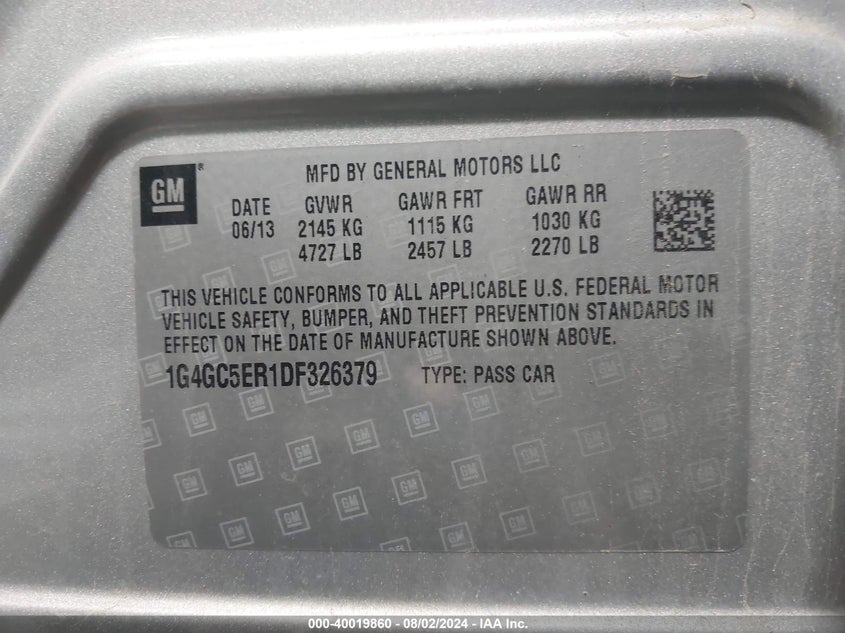 GM®
MFD BY GENERAL MOTORS LLC
DATE GVWR GAWR FRT GAWR RR
06/13 2145 KG 1115 KG 1030 KG
4727 LB 2457 LB 2270 LB
THIS VEHICLE CONFORMS TO ALL APPLICABLE U.S. FEDERAL MOTOR
VEHICLE SAFETY, BUMPER, AND THEFT PREVENTION STANDARDS IN
EFFECT ON THE DATE OF MANUFACTURE SHOWN ABOVE.
1G4GC5ER1DF326379 TYPE: PASS CAR
000-40019860 - 08/02/2024 - Copyright © IAA, Inc.